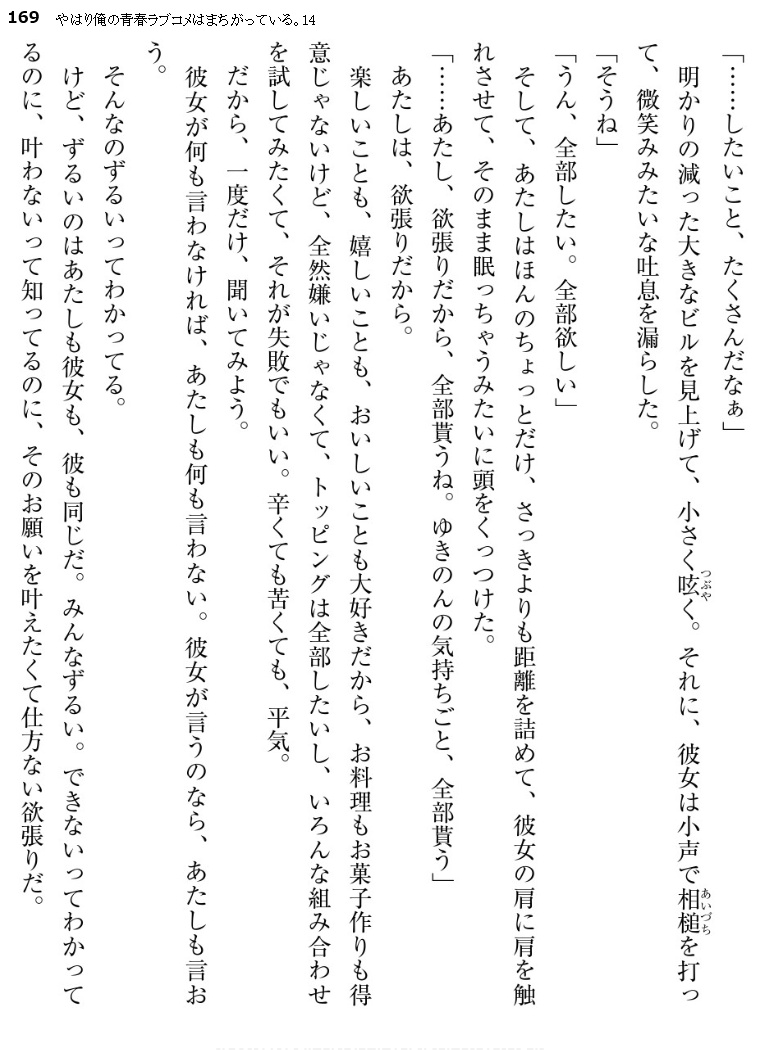 169 やはり俺の青春ラブコメはまちがっている。14
「……したいこと、たくさんだなぁ」
明かりの減った大きなビルを見上げて、小さく呟く。それに、彼女は小声で相槌を打っ
て、微笑みみたいな吐息を漏らした。
「そうね」
「うん、全部したい。全部欲しい」
そして、あたしはほんのちょっとだけ、さっきよりも距離を詰めて、彼女の肩に肩を触
れさせて、そのまま眠っちゃうみたいに頭をくっつけた。
「……あたし、欲張りだから、全部貰うね。ゆきのんの気持ちごと、全部貰う」
あたしは、欲張りだから。
楽しいことも、嬉しいことも、おいしいことも大好きだから、お料理もお菓子作りも得
意じゃないけど、全然嫌いじゃなくて、トッピングは全部したいし、いろんな組み合わせ
を試してみたくて、それが失敗でもいい。辛くても苦くても、平気。
だから、一度だけ、聞いてみよう。
彼女が何も言わなければ、あたしも何も言わない。彼女が言うのなら、あたしも言お
う。
そんなのずるいってわかってる。
けど、ずるいのはあたしも彼女も、彼も同じだ。みんなずるい。できないってわかって
るのに、叶わないって知ってるのに、そのお願いを叶えたくて仕方ない欲張りだ。